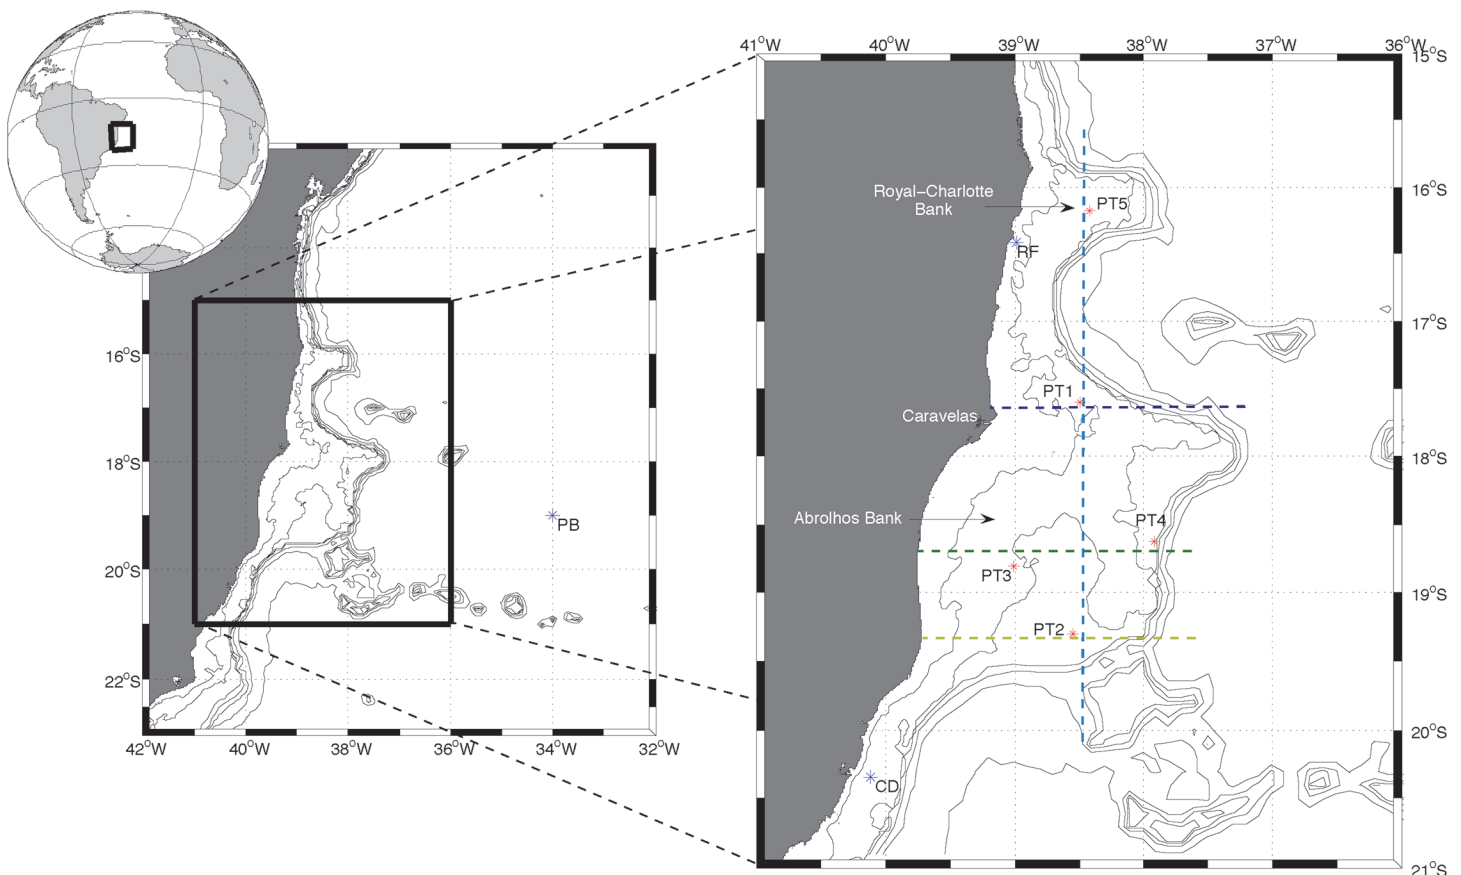 41°W
40°W
39°W
38°W
37°W
36°W
15°S
16°S
17°S
18°S
19°S
20°S
21°S
Royal–Charlotte
Bank
PT5
RF
PT1
Caravelas
Abrolhos Bank
PT4
PT3
PT2
CD
16°S
18°S
20°S
22°S
PB
42°W
40°W
38°W
36°W
34°W
32°W